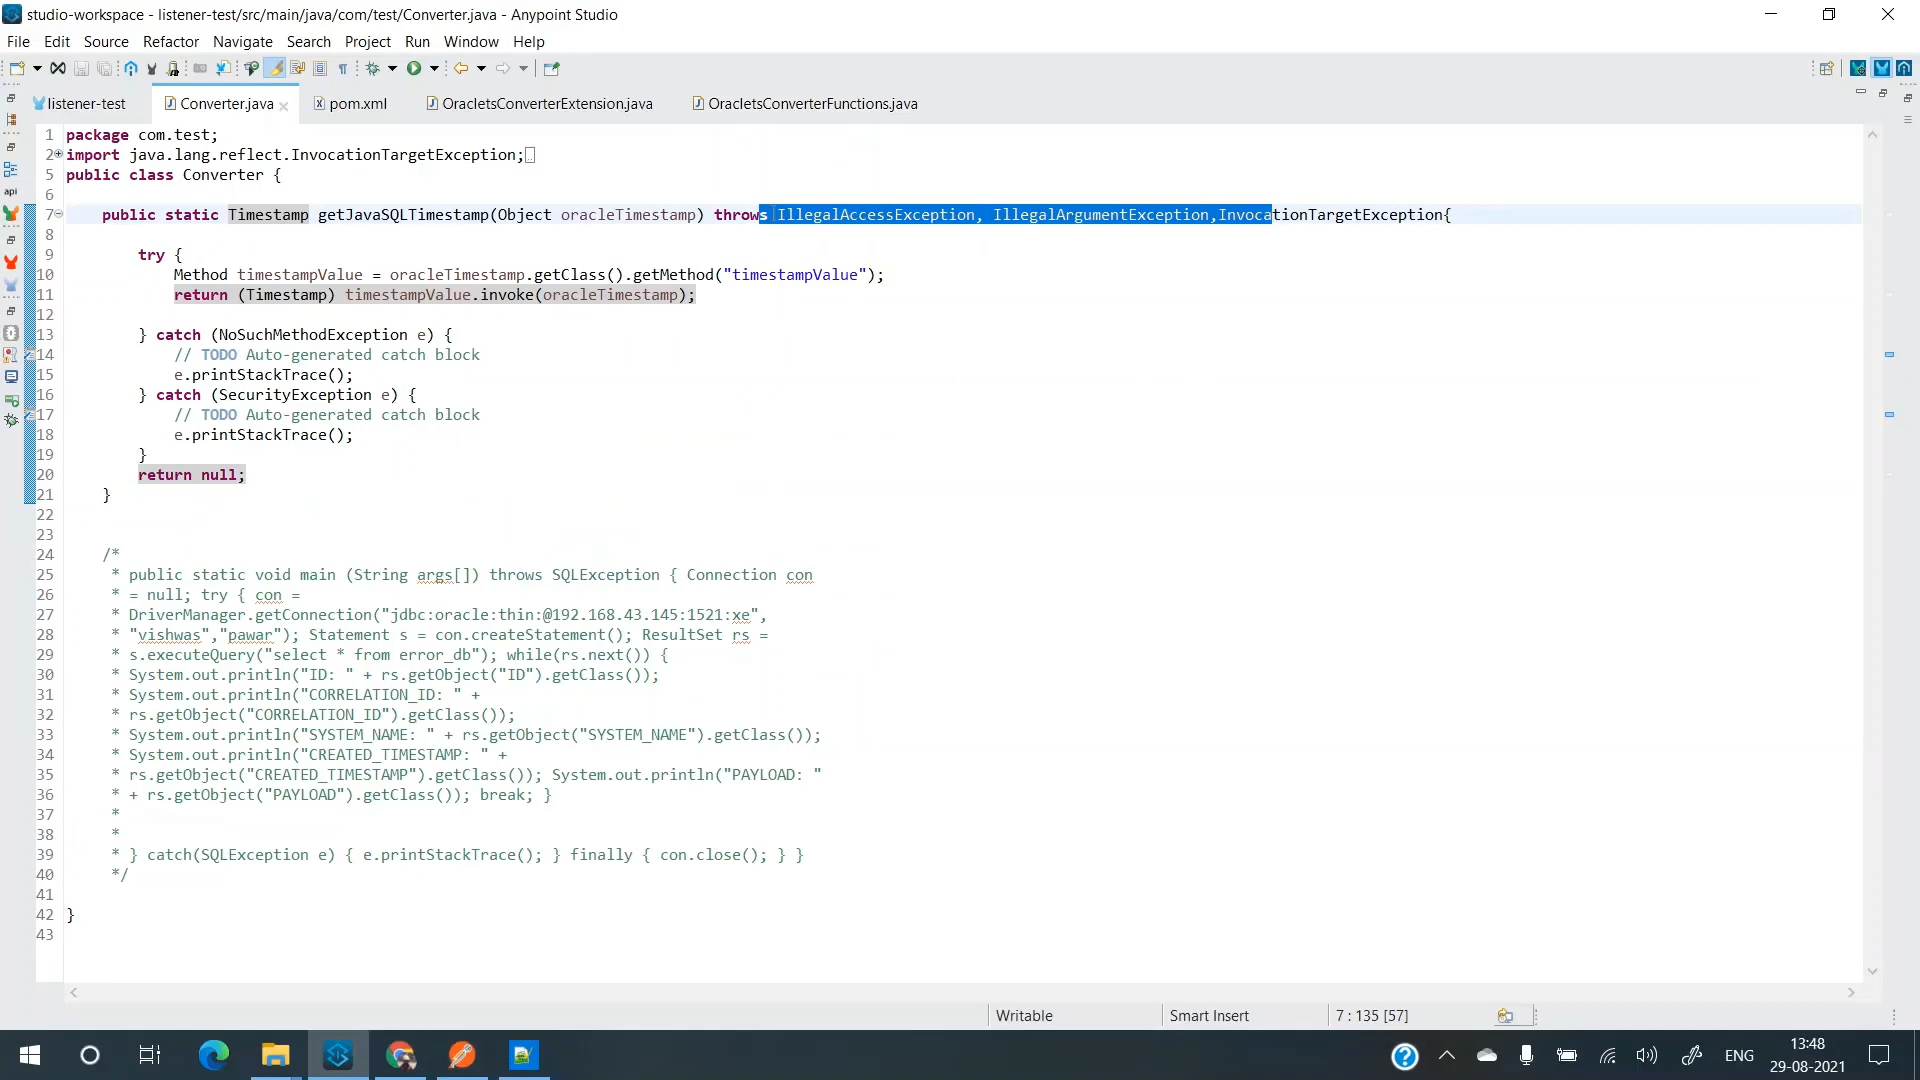 studio-workspace - listener-test/src/main/java/com/test/Converter.java - Anypoint Studio
File Edit Source Refactor Navigate Search Project Run Window Help
listener-test Converter.java pom.xml OracletsConverterExtension.java OracletsConverterFunctions.java
1 package com.test;
2 import java.lang.reflect.InvocationTargetException;
5 public class Converter {
6
7 public static Timestamp getJavaSQLTimestamp(Object oracleTimestamp) throws IllegalAccessException, IllegalArgumentException,InvocationTargetException{
8
9 try {
10 Method timestampValue = oracleTimestamp.getClass().getMethod("timestampValue");
11 return (Timestamp) timestampValue.invoke(oracleTimestamp);
12
13 } catch (NoSuchMethodException e) {
14 // TODO Auto-generated catch block
15 e.printStackTrace();
16 } catch (SecurityException e) {
17 // TODO Auto-generated catch block
18 e.printStackTrace();
19 }
20 return null;
21 }
22
23
24 /*
25 * public static void main (String args[]) throws SQLException { Connection con
26 * = null; try { con =
27 * DriverManager.getConnection("jdbc:oracle:thin:@192.168.43.145:1521:xe",
28 * "vishwas","pawar"); Statement s = con.createStatement(); ResultSet rs =
29 * s.executeQuery("select * from error_db"); while(rs.next()) {
30 * System.out.println("ID: " + rs.getObject("ID").getClass());
31 * System.out.println("CORRELATION_ID: " +
32 * rs.getObject("CORRELATION_ID").getClass());
33 * System.out.println("SYSTEM_NAME: " + rs.getObject("SYSTEM_NAME").getClass());
34 * System.out.println("CREATED_TIMESTAMP: " +
35 * rs.getObject("CREATED_TIMESTAMP").getClass()); System.out.println("PAYLOAD: "
36 * + rs.getObject("PAYLOAD").getClass()); break; }
37 *
38 *
39 * } catch(SQLException e) { e.printStackTrace(); } finally { con.close(); } }
40 */
41
42 }
43
api
Writable Smart Insert 7 : 135 [57]
ENG 13:48
29-08-2021